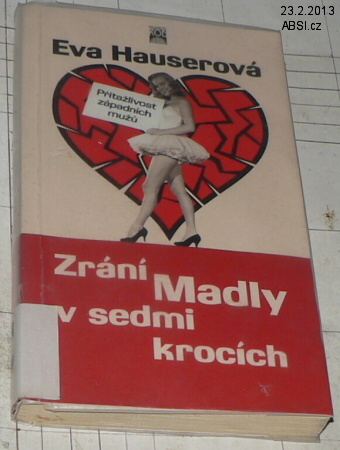 23.2.2013
ABSI.cz
Eva Hauserová
Přitažlivost
západních
mužů
Zrání
Madly
v sedmi
krocích